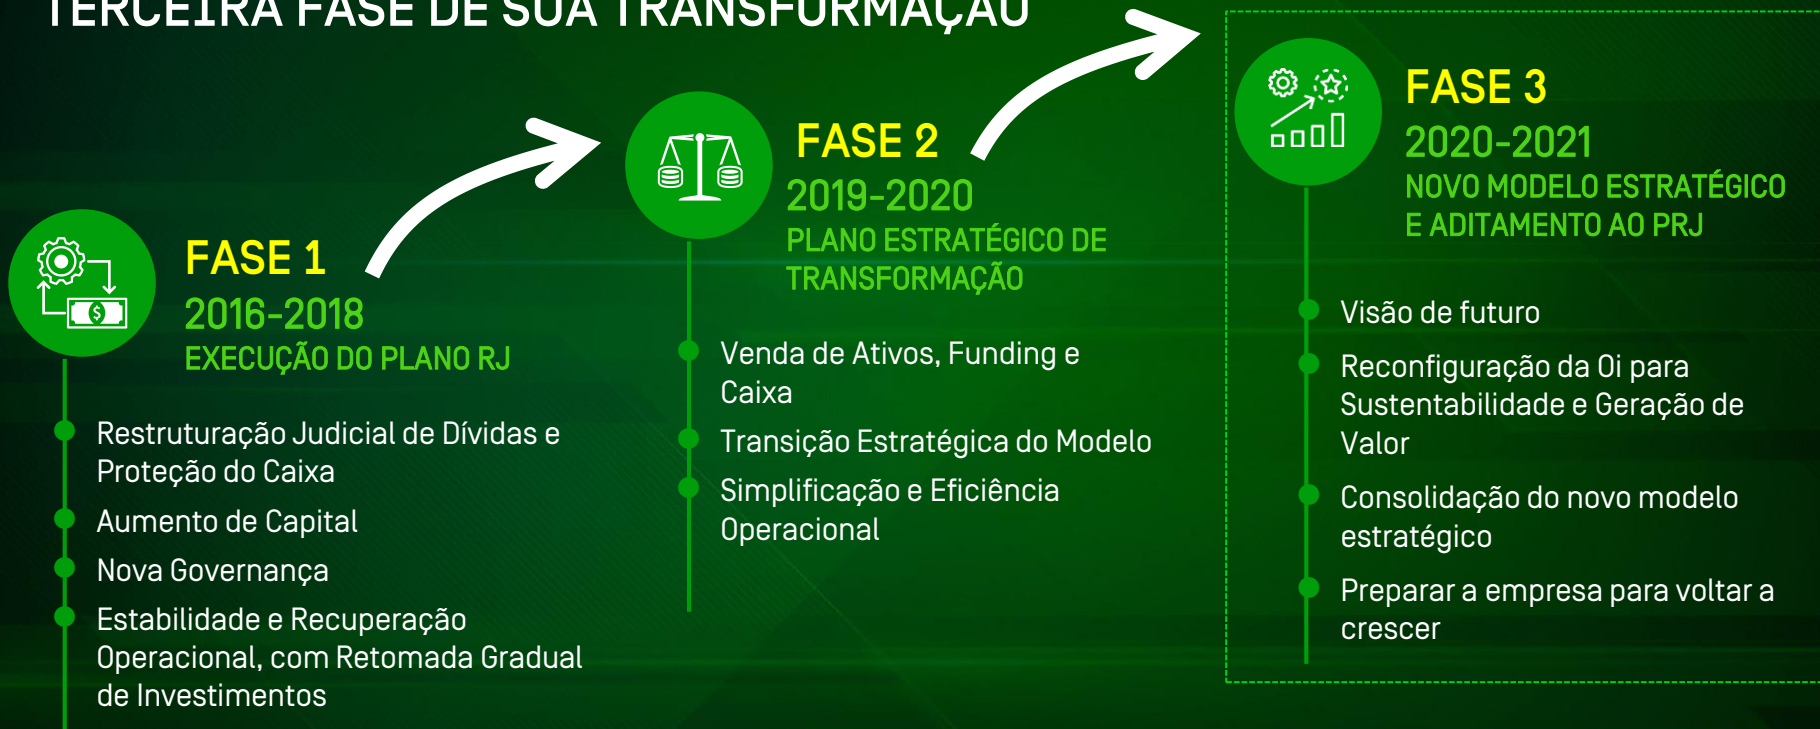 TERCEIRA FASE DE SUA TRANSFORMAÇÃO
FASE 1
2016-2018
EXECUÇÃO DO PLANO RJ
Restruturação Judicial de Dívidas e
Proteção do Caixa
Aumento de Capital
Nova Governança
Estabilidade e Recuperação
Operacional, com Retomada Gradual
de Investimentos
FASE 2
2019-2020
PLANO ESTRATÉGICO DE
TRANSFORMAÇÃO
Venda de Ativos, Funding e
Caixa
Transição Estratégica do Modelo
Simplificação e Eficiência
Operacional
FASE 3
2020-2021
NOVO MODELO ESTRATÉGICO
E ADITAMENTO AO PRJ
Visão de futuro
Reconfiguração da Oi para
Sustentabilidade e Geração de
Valor
Consolidação do novo modelo
estratégico
Preparar a empresa para voltar a
crescer